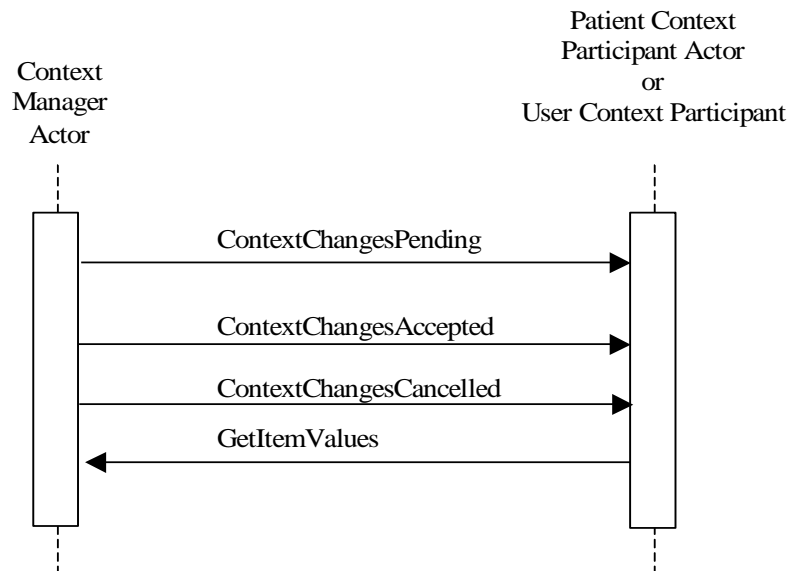 Context
Manager
Actor
Patient Context
Participant Actor
or
User Context Participant
ContextChangesPending
ContextChangesAccepted
ContextChangesCancelled
GetItemValues